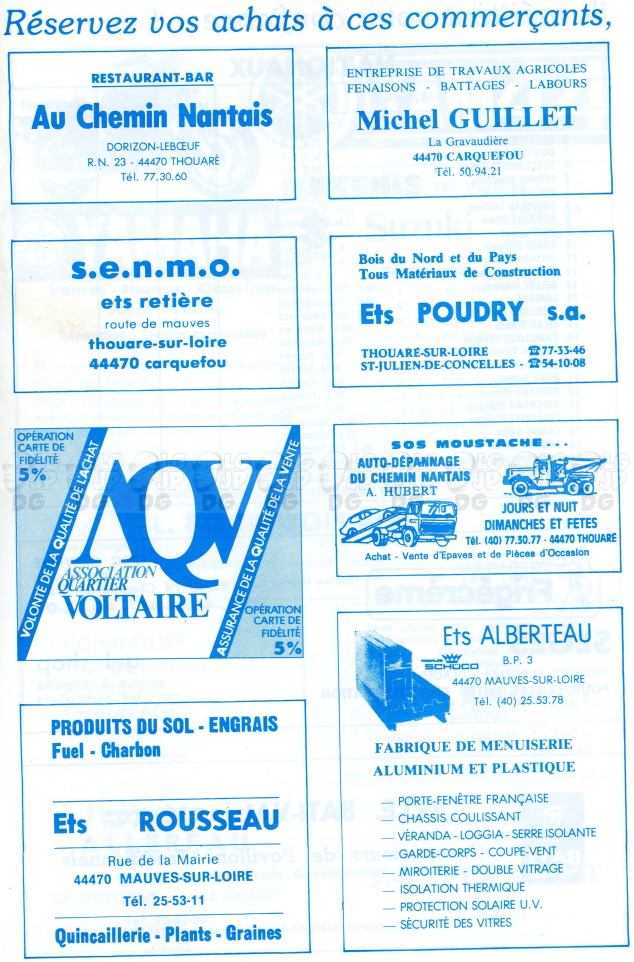 Réservez vos achats à ces commerçants,
RESTAURANT-BAR
Au Chemin Nantais
DORIZON-LEBŒUF
R.N. 23 - 44470 THOUARÉ
Tél. 77.30.60
ENTREPRISE DE TRAVAUX AGRICOLES
FENAISONS - BATTAGES - LABOURS
Michel GUILLET
La Gravaudière
44470 CARQUEFOU
Tél. 50.94.21
s.e.n.m.o.
ets retière
route de mauves
thouare-sur-loire
44470 carquefou
Bois du Nord et du Pays
Tous Matériaux de Construction
Ets POUDRY s.a.
THOUARÉ-SUR-LOIRE ☎77-33-46
ST-JULIEN-DE-CONCELLES - ☎54-10-08
OPÉRATION
CARTE DE
FIDÉLITÉ
5%
VOLONTE DE LA QUALITÉ DE L'ACHAT
AQV
ASSOCIATION
QUARTIER
VOLTAIRE
ASSURANCE DE LA QUALITÉ DE LA VENTE
OPÉRATION
CARTE DE
FIDÉLITÉ
5%
SOS MOUSTACHE...
AUTO-DÉPANNAGE
DU CHEMIN NANTAIS
A. HUBERT
JOURS ET NUIT
DIMANCHES ET FETES
Tél. (40) 77.30.77 - 44470 THOUARE
Achat - Vente d'Epaves et de Pièces d'Occasion
PRODUITS DU SOL - ENGRAIS
Fuel - Charbon
Ets ROUSSEAU
Rue de la Mairie
44470 MAUVES-SUR-LOIRE
Tél. 25-53-11
Quincaillerie - Plants - Graines
Ets ALBERTEAU
SCHÜCO
B.P. 3
44470 MAUVES-SUR-LOIRE
Tél. (40) 25.53.78
FABRIQUE DE MENUISERIE
ALUMINIUM ET PLASTIQUE
— PORTE-FENÊTRE FRANÇAISE
— CHASSIS COULISSANT
— VÉRANDA - LOGGIA - SERRE ISOLANTE
— GARDE-CORPS - COUPE-VENT
— MIROITERIE - DOUBLE VITRAGE
— ISOLATION THERMIQUE
— PROTECTION SOLAIRE U.V.
— SÉCURITÉ DES VITRES